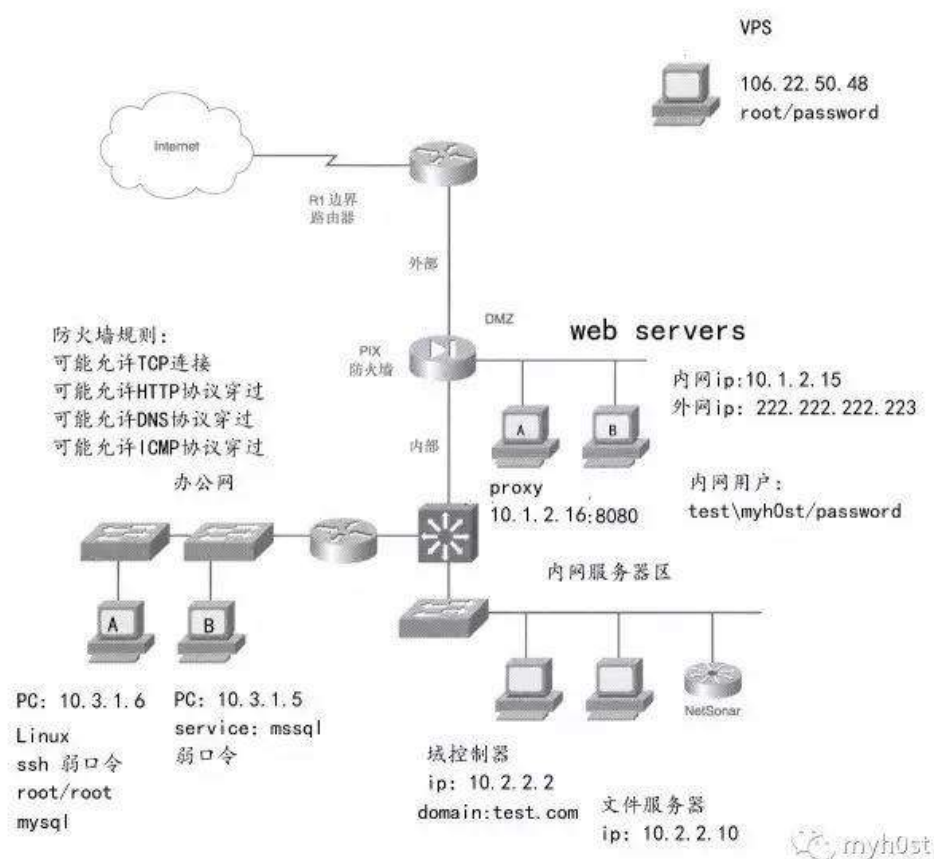 VPS
106.22.50.48
root/password
Internet
R1 边界
路由器
外部
DMZ
web servers
防火墙规则：
可能允许TCP连接
可能允许HTTP协议穿过
可能允许DNS协议穿过
可能允许ICMP协议穿过
PIX
防火墙
内网ip:10.1.2.15
外网ip: 222.222.222.223
A
B
内部
办公网
proxy
10.1.2.16:8080
内网用户：
test\myh0st/password
内网服务器区
A
B
PC: 10.3.1.6
Linux
ssh 弱口令
root/root
mysql
PC: 10.3.1.5
service: mssql
弱口令
NetSonar
域控制器
ip: 10.2.2.2
domain:test.com
文件服务器
ip: 10.2.2.10
myh0st